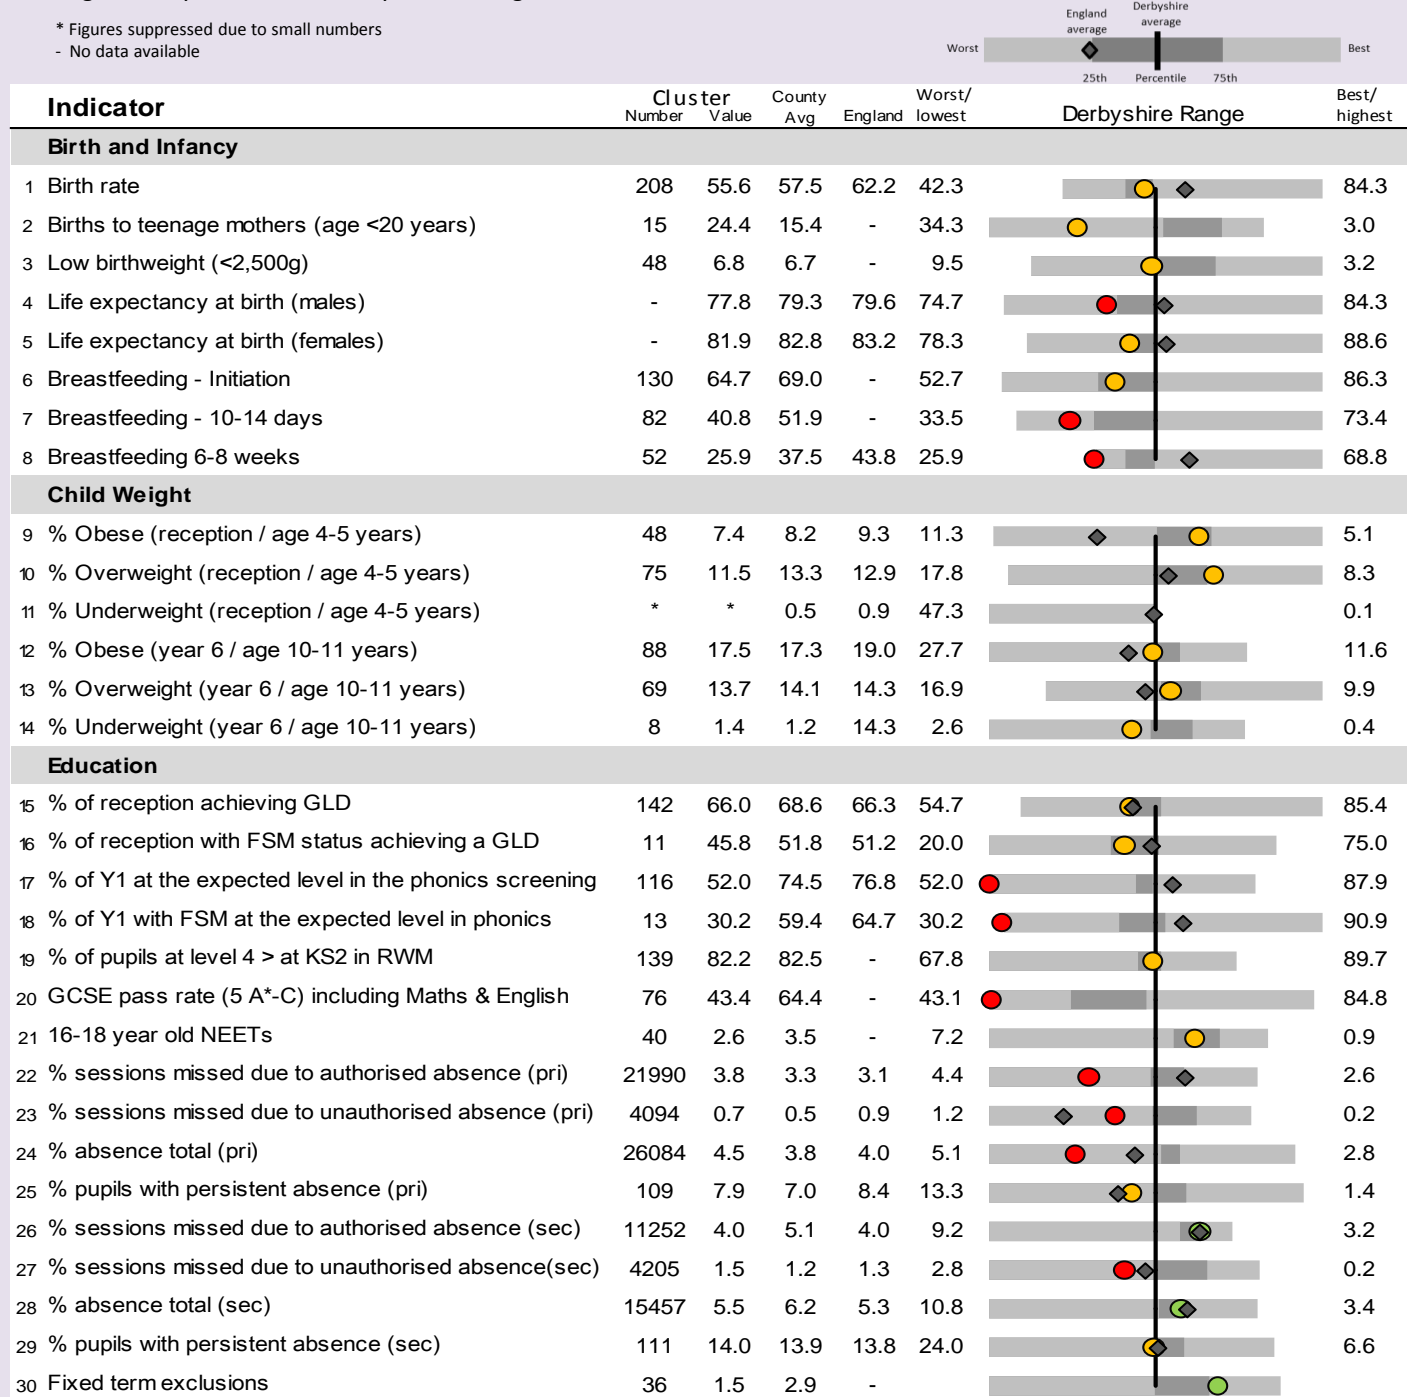 * Figures suppressed due to small numbers
- No data available
England average
Derbyshire average
Worst
Best
25th Percentile 75th
Indicator
Cluster
Number Value
County Avg
England
Worst/ lowest
Derbyshire Range
Best/ highest
Birth and Infancy
1 Birth rate 208 55.6 57.5 62.2 42.3 84.3
2 Births to teenage mothers (age <20 years) 15 24.4 15.4 - 34.3 3.0
3 Low birthweight (<2,500g) 48 6.8 6.7 - 9.5 3.2
4 Life expectancy at birth (males) - 77.8 79.3 79.6 74.7 84.3
5 Life expectancy at birth (females) - 81.9 82.8 83.2 78.3 88.6
6 Breastfeeding - Initiation 130 64.7 69.0 - 52.7 86.3
7 Breastfeeding - 10-14 days 82 40.8 51.9 - 33.5 73.4
8 Breastfeeding 6-8 weeks 52 25.9 37.5 43.8 25.9 68.8
Child Weight
9 % Obese (reception / age 4-5 years) 48 7.4 8.2 9.3 11.3 5.1
10 % Overweight (reception / age 4-5 years) 75 11.5 13.3 12.9 17.8 8.3
11 % Underweight (reception / age 4-5 years) * * 0.5 0.9 47.3 0.1
12 % Obese (year 6 / age 10-11 years) 88 17.5 17.3 19.0 27.7 11.6
13 % Overweight (year 6 / age 10-11 years) 69 13.7 14.1 14.3 16.9 9.9
14 % Underweight (year 6 / age 10-11 years) 8 1.4 1.2 14.3 2.6 0.4
Education
15 % of reception achieving GLD 142 66.0 68.6 66.3 54.7 85.4
16 % of reception with FSM status achieving a GLD 11 45.8 51.8 51.2 20.0 75.0
17 % of Y1 at the expected level in the phonics screening 116 52.0 74.5 76.8 52.0 87.9
18 % of Y1 with FSM at the expected level in phonics 13 30.2 59.4 64.7 30.2 90.9
19 % of pupils at level 4 > at KS2 in RWM 139 82.2 82.5 - 67.8 89.7
20 GCSE pass rate (5 A*-C) including Maths & English 76 43.4 64.4 - 43.1 84.8
21 16-18 year old NEETs 40 2.6 3.5 - 7.2 0.9
22 % sessions missed due to authorised absence (pri) 21990 3.8 3.3 3.1 4.4 2.6
23 % sessions missed due to unauthorised absence (pri) 4094 0.7 0.5 0.9 1.2 0.2
24 % absence total (pri) 26084 4.5 3.8 4.0 5.1 2.8
25 % pupils with persistent absence (pri) 109 7.9 7.0 8.4 13.3 1.4
26 % sessions missed due to authorised absence (sec) 11252 4.0 5.1 4.0 9.2 3.2
27 % sessions missed due to unauthorised absence(sec) 4205 1.5 1.2 1.3 2.8 0.2
28 % absence total (sec) 15457 5.5 6.2 5.3 10.8 3.4
29 % pupils with persistent absence (sec) 111 14.0 13.9 13.8 24.0 6.6
30 Fixed term exclusions 36 1.5 2.9 -